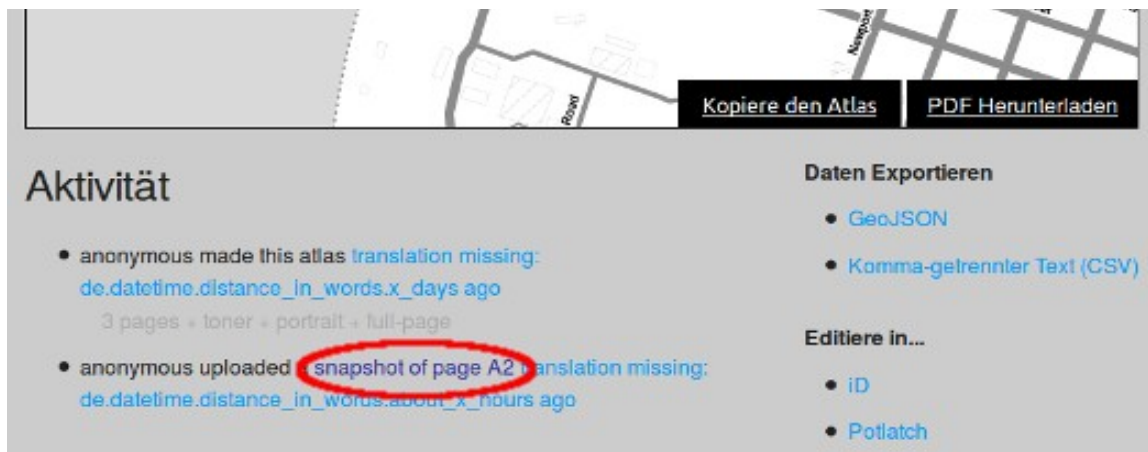 Newport
Road
Kopiere den Atlas
PDF Herunterladen
Aktivität
anonymous made this atlas translation missing:
de.datetime.distance_in_words.x_days ago
3 pages + toner + portrait + full-page
anonymous uploaded a snapshot of page A2 translation missing:
de.datetime.distance_in_words.about_x_hours ago
Daten Exportieren
GeoJSON
Komma-getrennter Text (CSV)
Editiere in...
iD
Potlatch